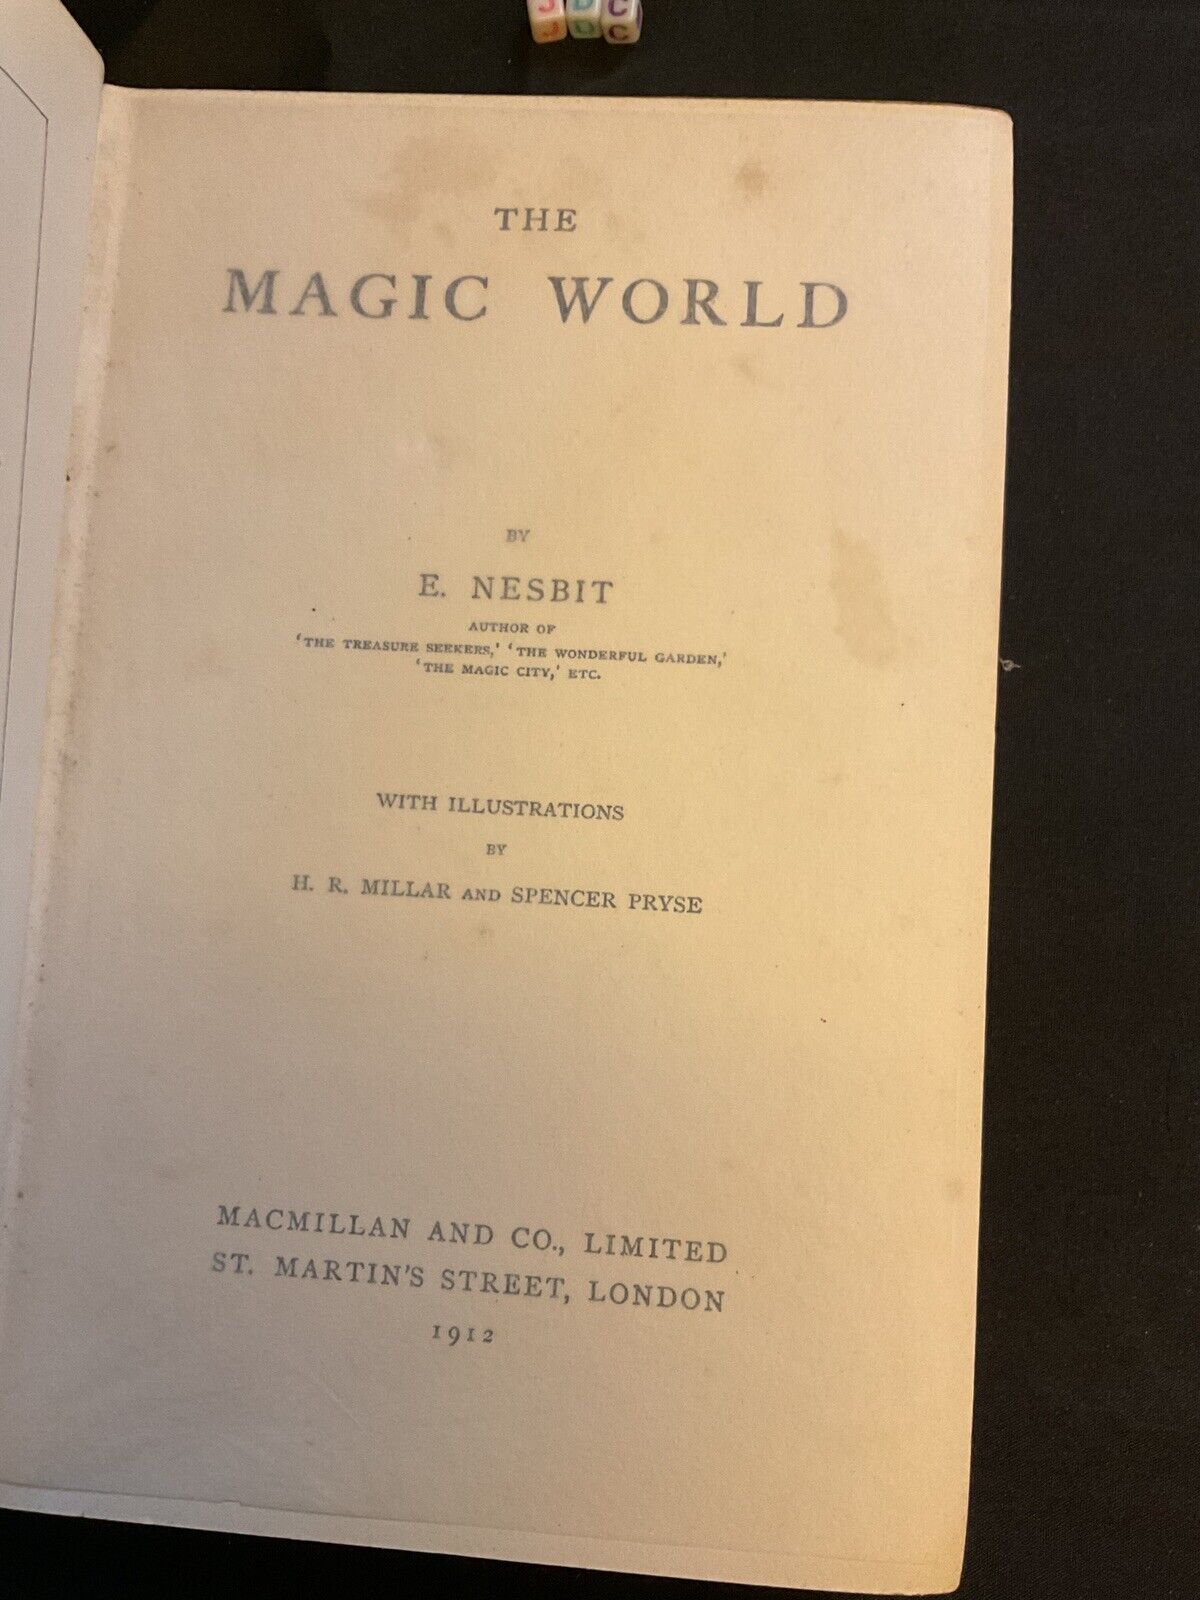 J D C
J D C
THE
MAGIC WORLD
BY
E. NESBIT
AUTHOR OF
'THE TREASURE SEEKERS,' 'THE WONDERFUL GARDEN,'
'THE MAGIC CITY,' ETC.
WITH ILLUSTRATIONS
BY
H. R. MILLAR AND SPENCER PRYSE
MACMILLAN AND CO., LIMITED
ST. MARTIN'S STREET, LONDON
1912